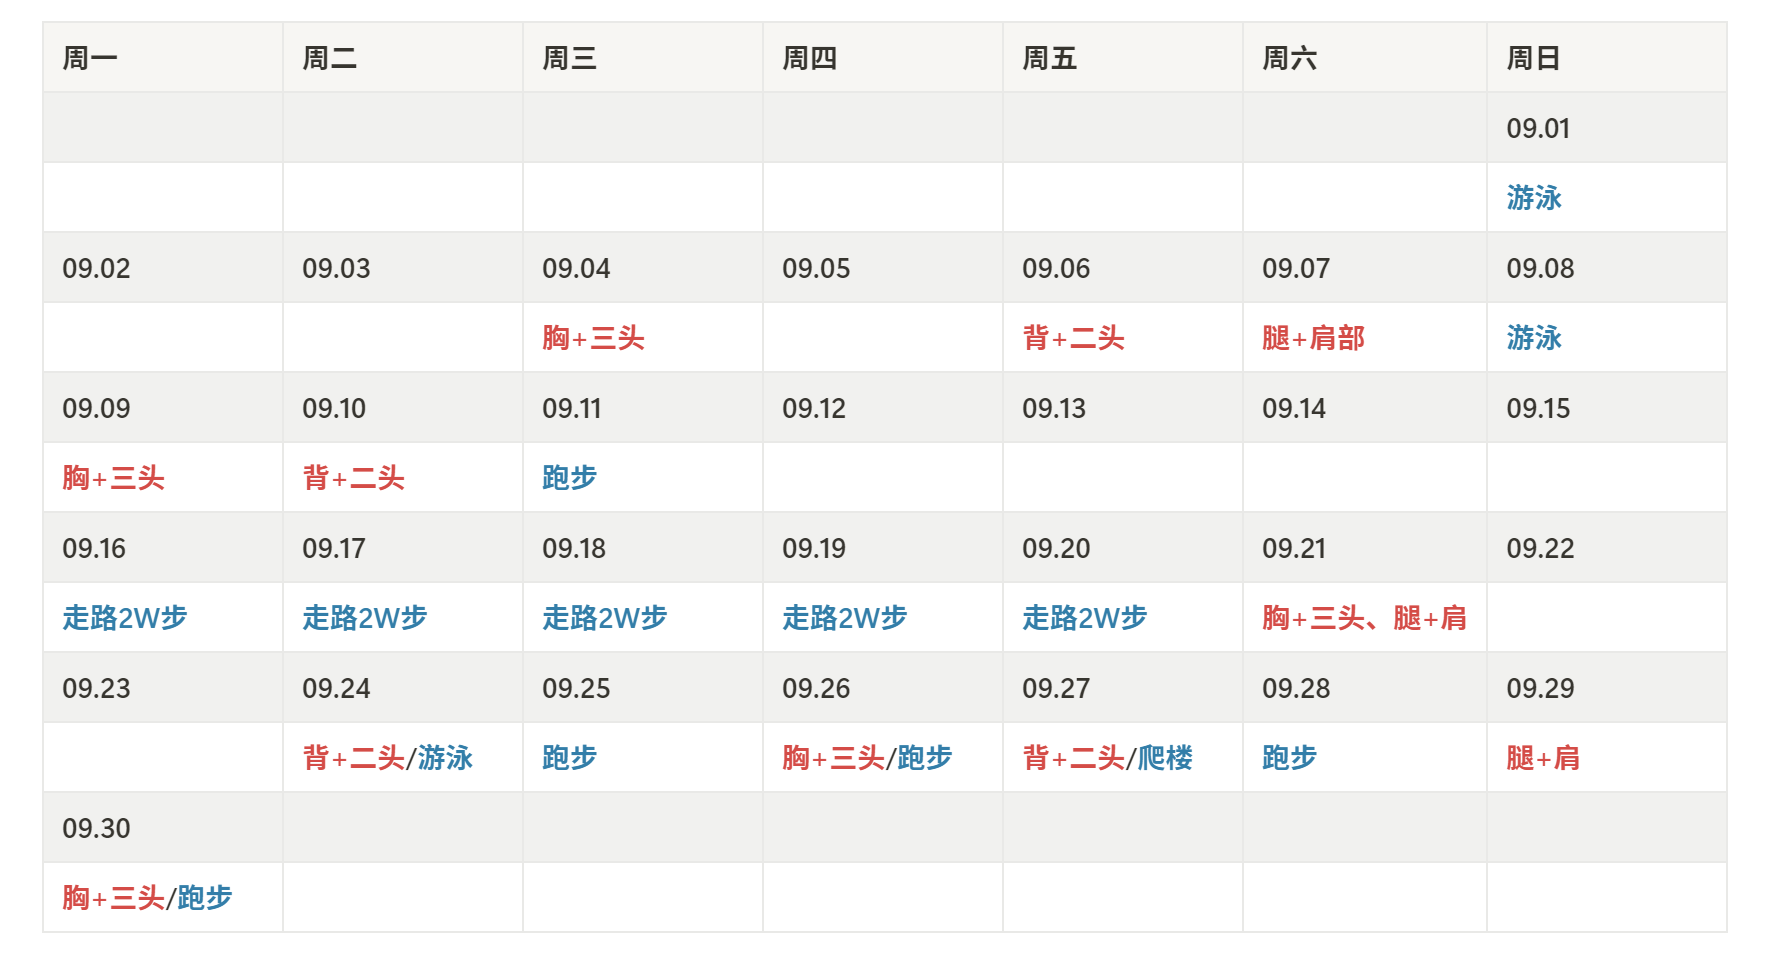 周一 周二 周三 周四 周五 周六 周日
09.01
游泳
09.02 09.03 09.04 09.05 09.06 09.07 09.08
胸+三头 背+二头 腿+肩部 游泳
09.09 09.10 09.11 09.12 09.13 09.14 09.15
胸+三头 背+二头 跑步
09.16 09.17 09.18 09.19 09.20 09.21 09.22
走路2W步 走路2W步 走路2W步 走路2W步 走路2W步 胸+三头、腿+肩
09.23 09.24 09.25 09.26 09.27 09.28 09.29
背+二头/游泳 跑步 胸+三头/跑步 背+二头/爬楼 跑步 腿+肩
09.30
胸+三头/跑步